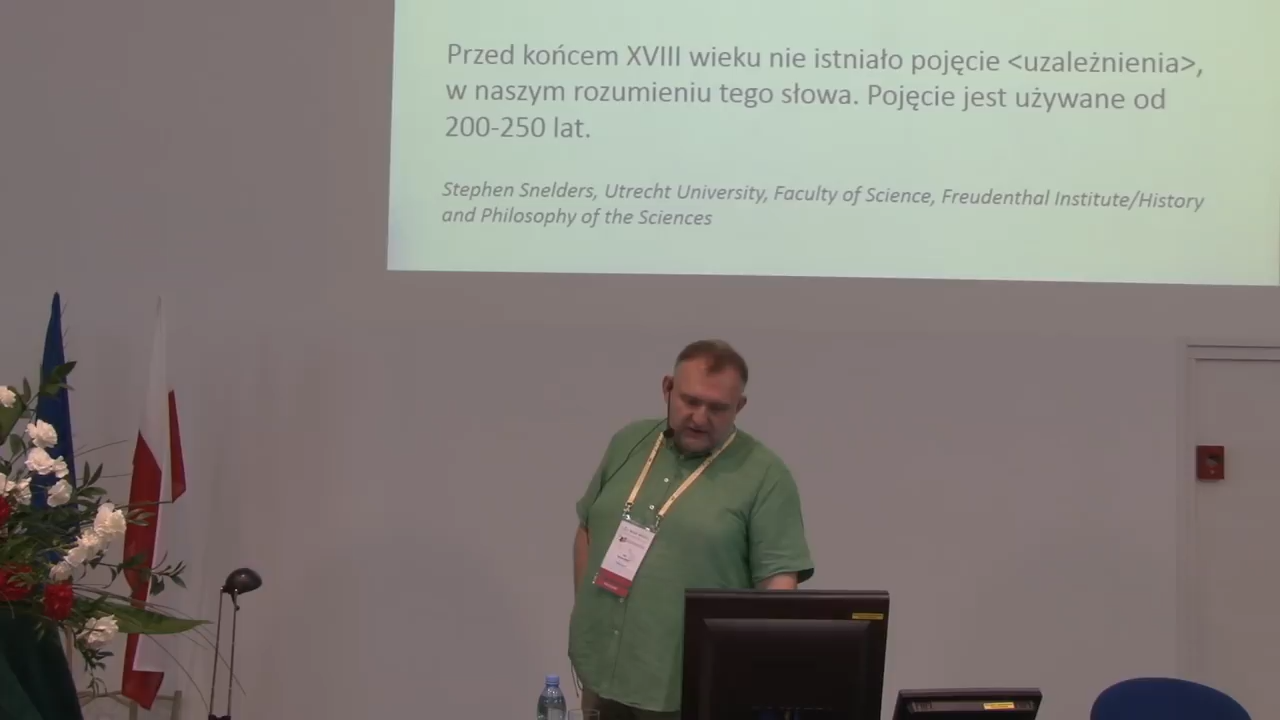 Przed końcem XVIII wieku nie istniało pojęcie <uzależnienia>,
w naszym rozumieniu tego słowa. Pojęcie jest używane od
200-250 lat.
Stephen Snelders, Utrecht University, Faculty of Science, Freudenthal Institute/History
and Philosophy of the Sciences